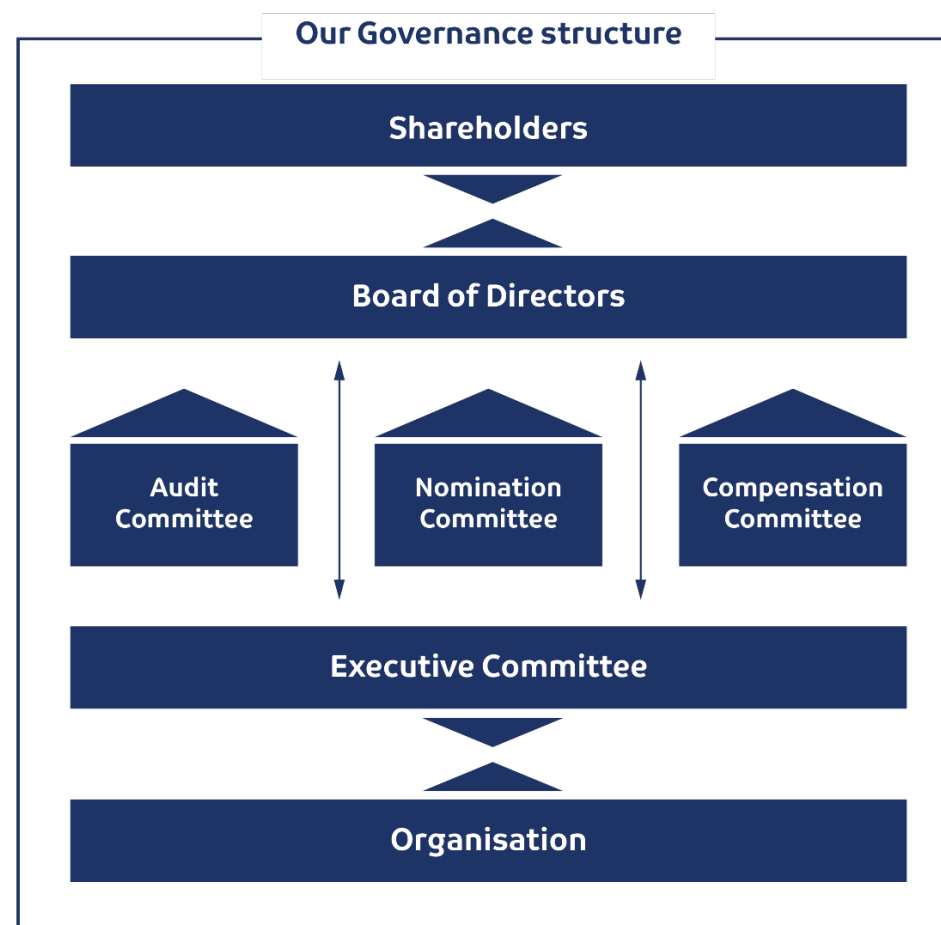 Our Governance structure
Shareholders
Board of Directors
Audit
Committee
Nomination
Committee
Compensation
Committee
Executive Committee
Organisation